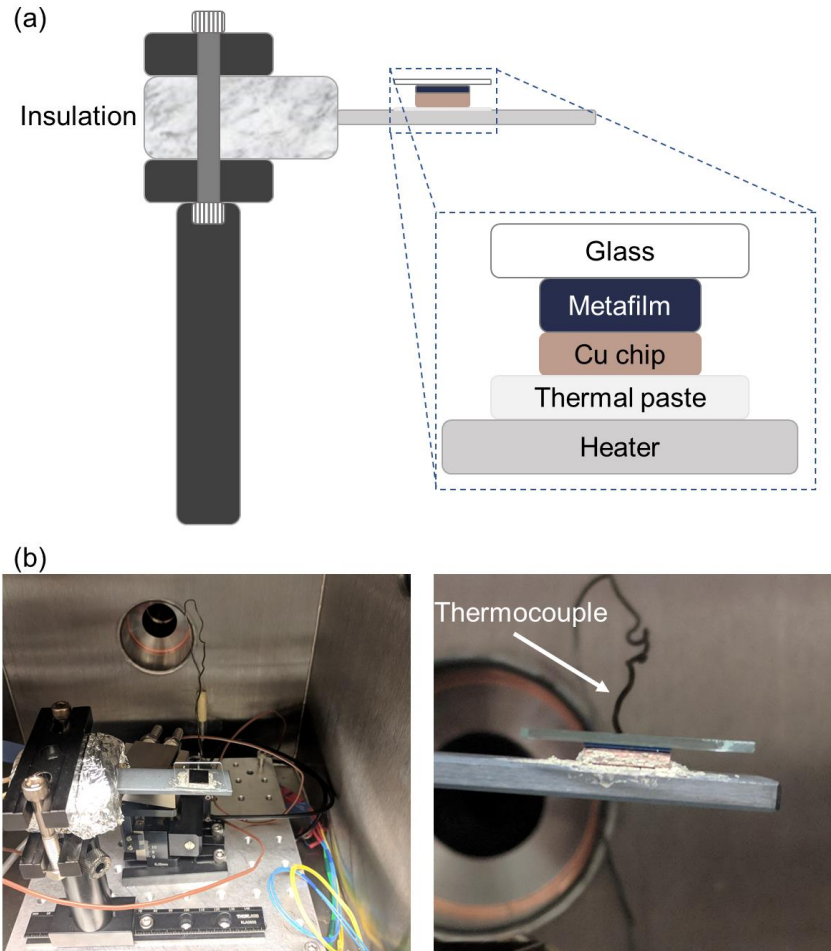 (a)
Insulation
Glass
Metafilm
Cu chip
Thermal paste
Heater
(b)
Thermocouple